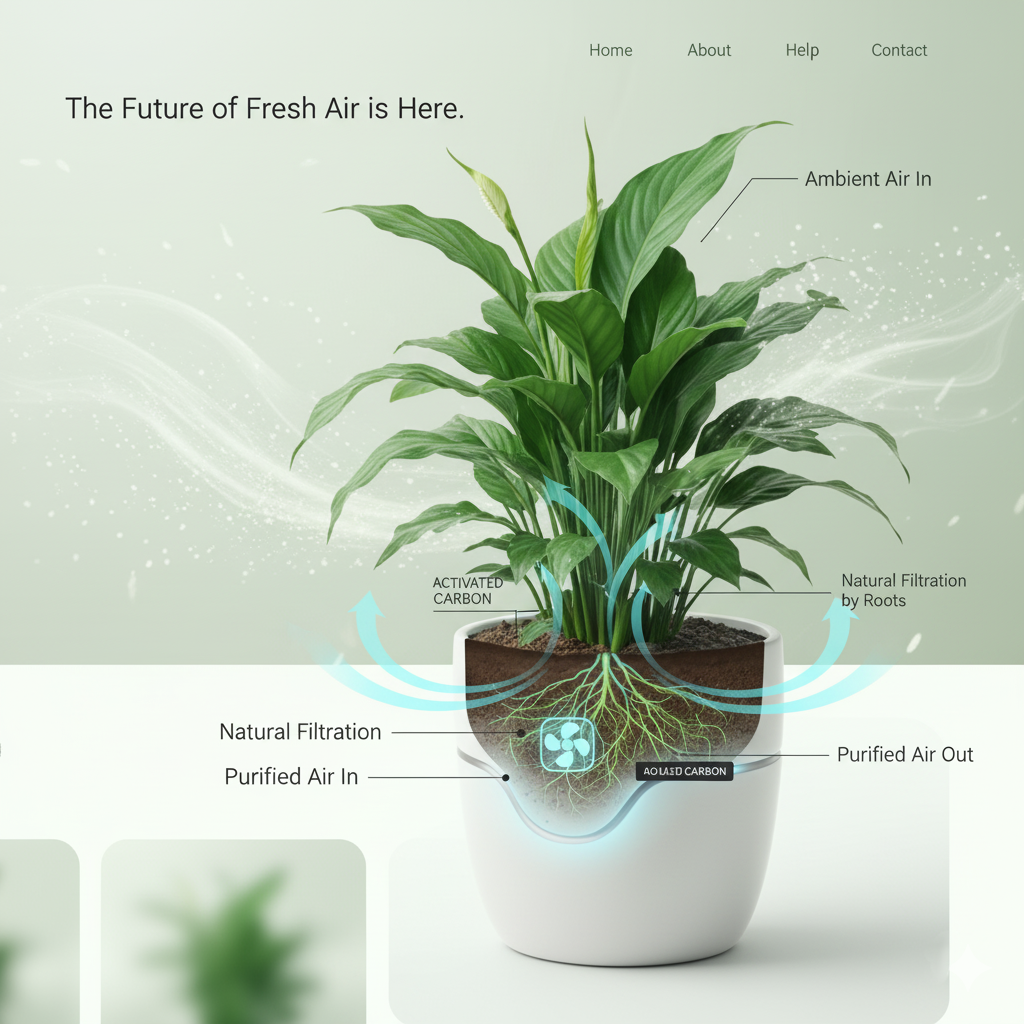 Home About Help Contact
The Future of Fresh Air is Here.
Ambient Air In
ACTIVATED
CARBON
Natural Filtration
by Roots
Natural Filtration
Purified Air In
Purified Air Out
CARBON